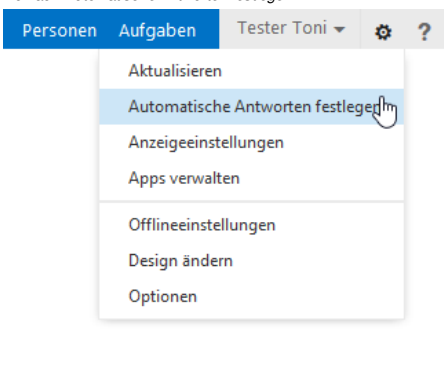 Personen Aufgaben Tester Toni ?
Aktualisieren
Automatische Antworten festlegen
Anzeigeeinstellungen
Apps verwalten
Offlineeinstellungen
Design ändern
Optionen